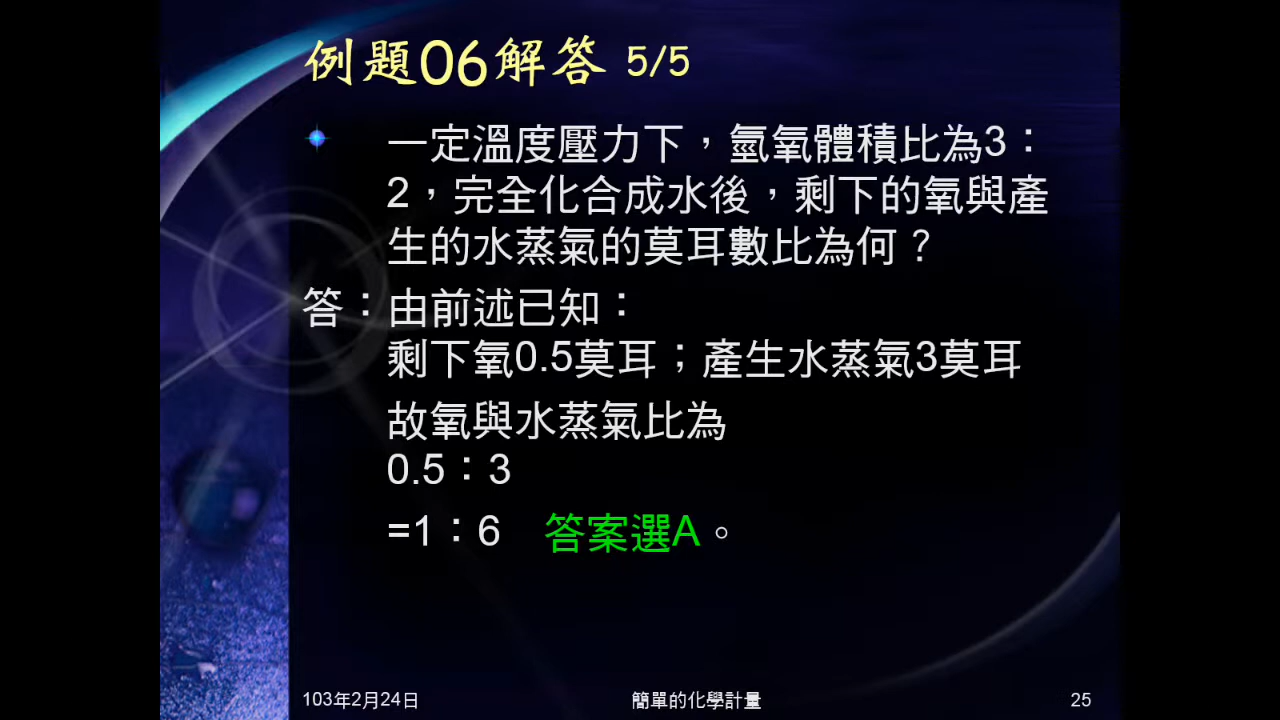 例題06解答 5/5
一定溫度壓力下，氫氧體積比為3：
2，完全化合成水後，剩下的氧與產
生的水蒸氣的莫耳數比為何？
答：由前述已知：
剩下氧0.5莫耳；產生水蒸氣3莫耳
故氧與水蒸氣比為
0.5：3
=1：6　答案選A。
103年2月24日
簡單的化學計量
25